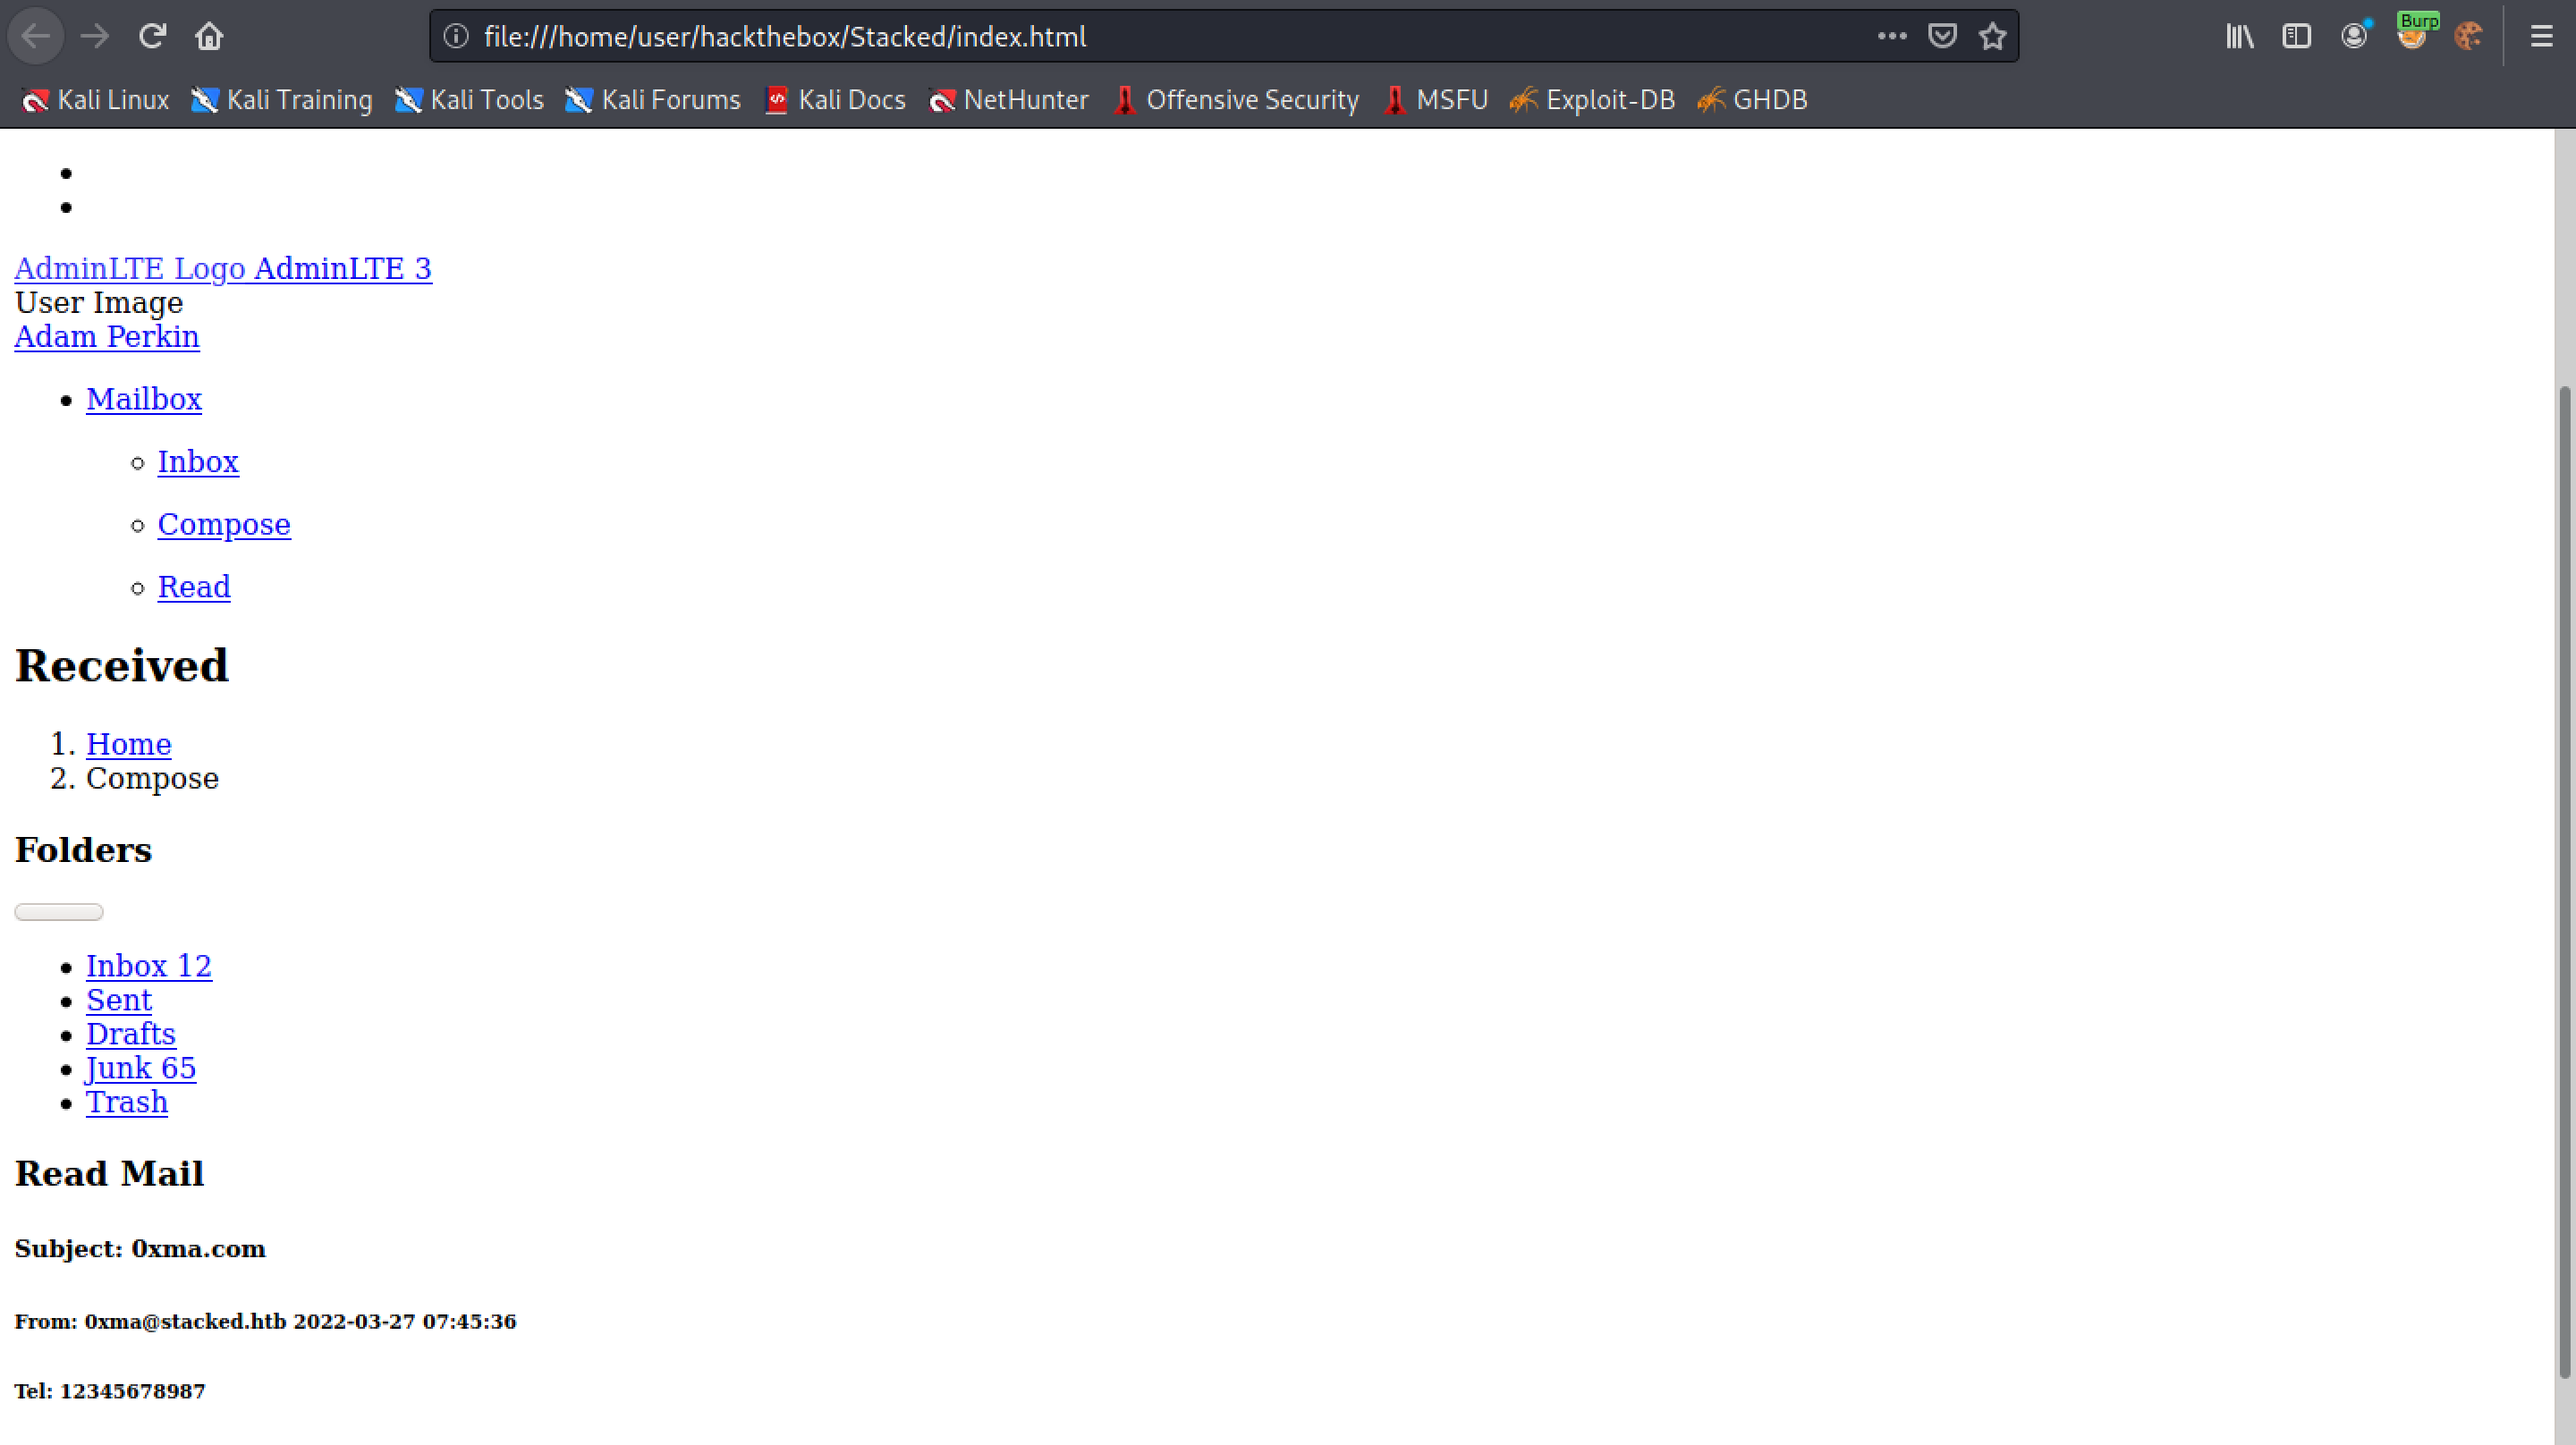 file:///home/user/hackthebox/Stacked/index.html
Burp
Kali Linux Kali Training Kali Tools Kali Forums Kali Docs NetHunter Offensive Security MSFU Exploit-DB GHDB
AdminLTE Logo AdminLTE 3
User Image
Adam Perkin
Mailbox
Inbox
Compose
Read
Received
1. Home
2. Compose
Folders
Inbox 12
Sent
Drafts
Junk 65
Trash
Read Mail
Subject: 0xma.com
From: 0xma@stacked.htb 2022-03-27 07:45:36
Tel: 12345678987